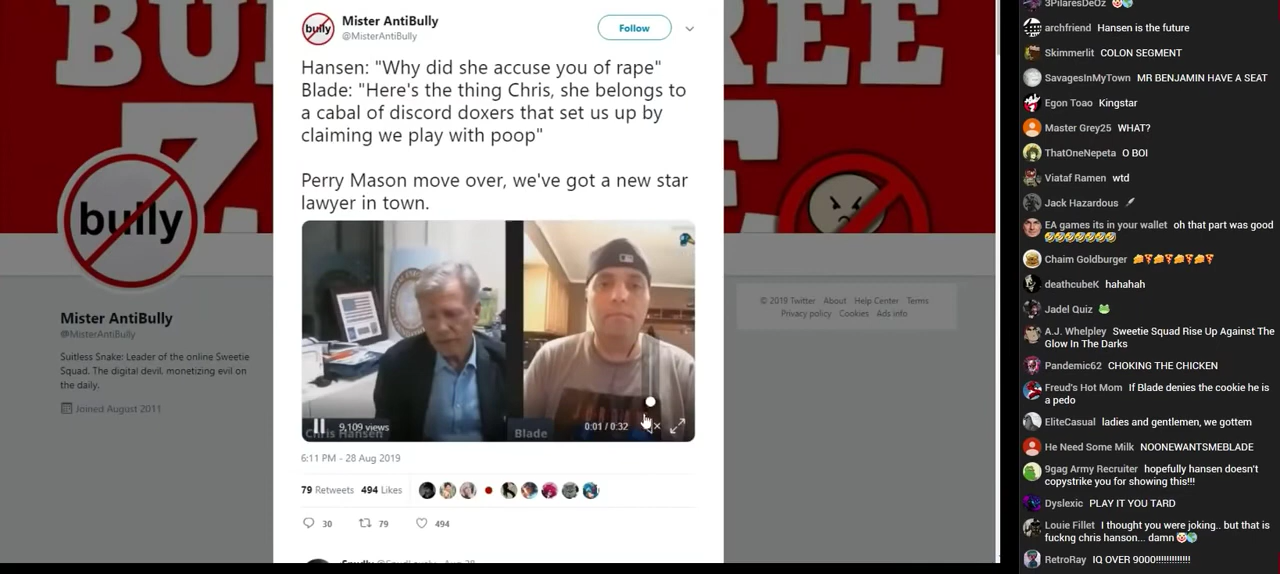 BU
REE
Z
E
bully
Mister AntiBully
@MisterAntiBully
Follow
Hansen: "Why did she accuse you of rape"
Blade: "Here's the thing Chris, she belongs to
a cabal of discord doxers that set us up by
claiming we play with poop"
Perry Mason move over, we've got a new star
lawyer in town.
9,109 views
Chris Hansen
Blade
0:01 / 0:32
6:11 PM - 28 Aug 2019
79 Retweets 494 Likes
30 79 494
bully
Mister AntiBully
@MisterAntiBully
Suitless Snake: Leader of the online Sweetie
Squad. The digital devil, monetizing evil on
the daily.
Joined August 2011
© 2019 Twitter About Help Center Terms
Privacy policy Cookies Ads info
3PilaresDeOz
archfriend Hansen is the future
Skimmerlit COLON SEGMENT
SavagesInMyTown MR BENJAMIN HAVE A SEAT
Egon Toao Kingstar
Master Grey25 WHAT?
ThatOneNepeta O BOI
Viataf Ramen wtd
Jack Hazardous
EA games its in your wallet oh that part was good
🤣🤣🤣🤣🤣🤣🤣
Chaim Goldburger 🧀🍕🧀🍕🧀🍕🧀🍕
deathcubeK hahahah
Jadel Quiz 🐸
A.J. Whelpley Sweetie Squad Rise Up Against The
Glow In The Darks
Pandemic62 CHOKING THE CHICKEN
Freud's Hot Mom If Blade denies the cookie he is
a pedo
EliteCasual ladies and gentlemen, we gottem
He Need Some Milk NOONEWANTSMEBLADE
9gag Army Recruiter hopefully hansen doesn't
copystrike you for showing this!!!
Dyslexic PLAY IT YOU TARD
Louie Fillet I thought you were joking.. but that is
fuckng chris hanson... damn 🤡🌎
RetroRay IQ OVER 9000!!!!!!!!!!!!!